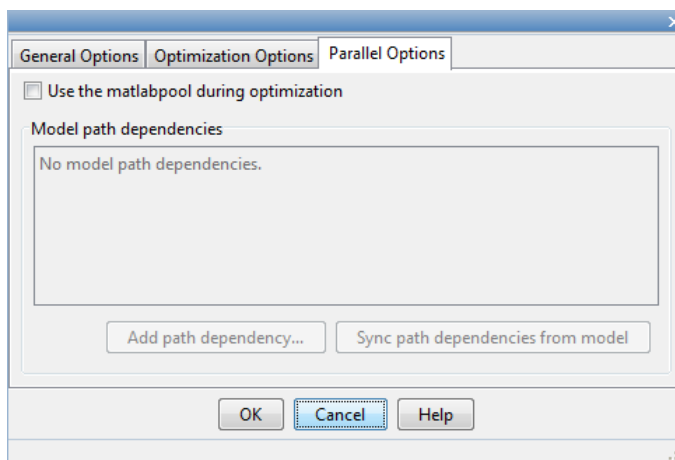 General Options Optimization Options Parallel Options
Use the matlabpool during optimization
Model path dependencies
No model path dependencies.
Add path dependency... Sync path dependencies from model
OK Cancel Help